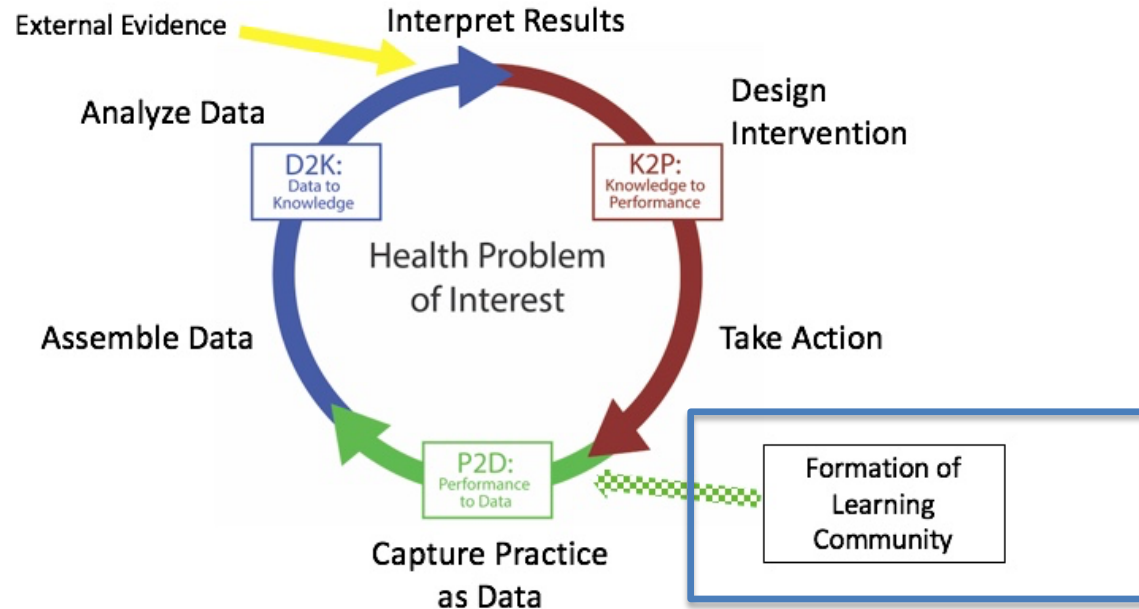 External Evidence
Interpret Results
Analyze Data
Design
Intervention
D2K:
Data to
Knowledge
K2P:
Knowledge to
Performance
Health Problem
of Interest
Assemble Data
Take Action
P2D:
Performance
to Data
Formation of
Learning
Community
Capture Practice
as Data